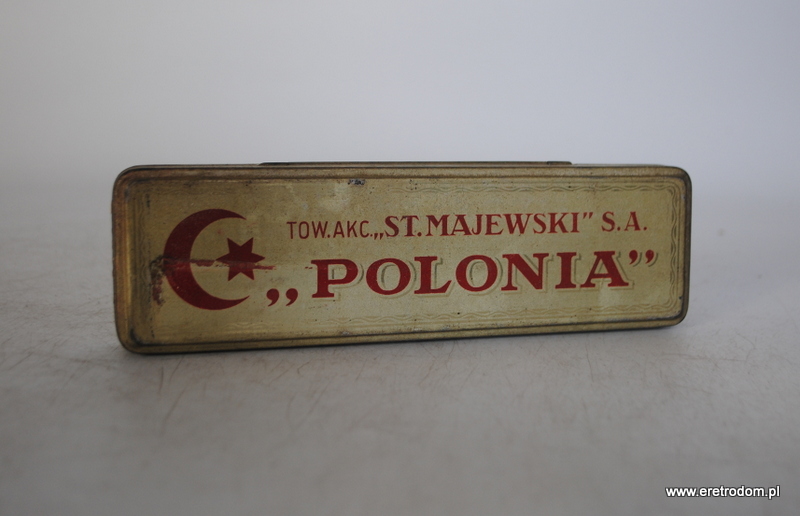 TOW.AKC.„ST.MAJEWSKI” S.A.
„POLONIA”
www.eretrodom.pl